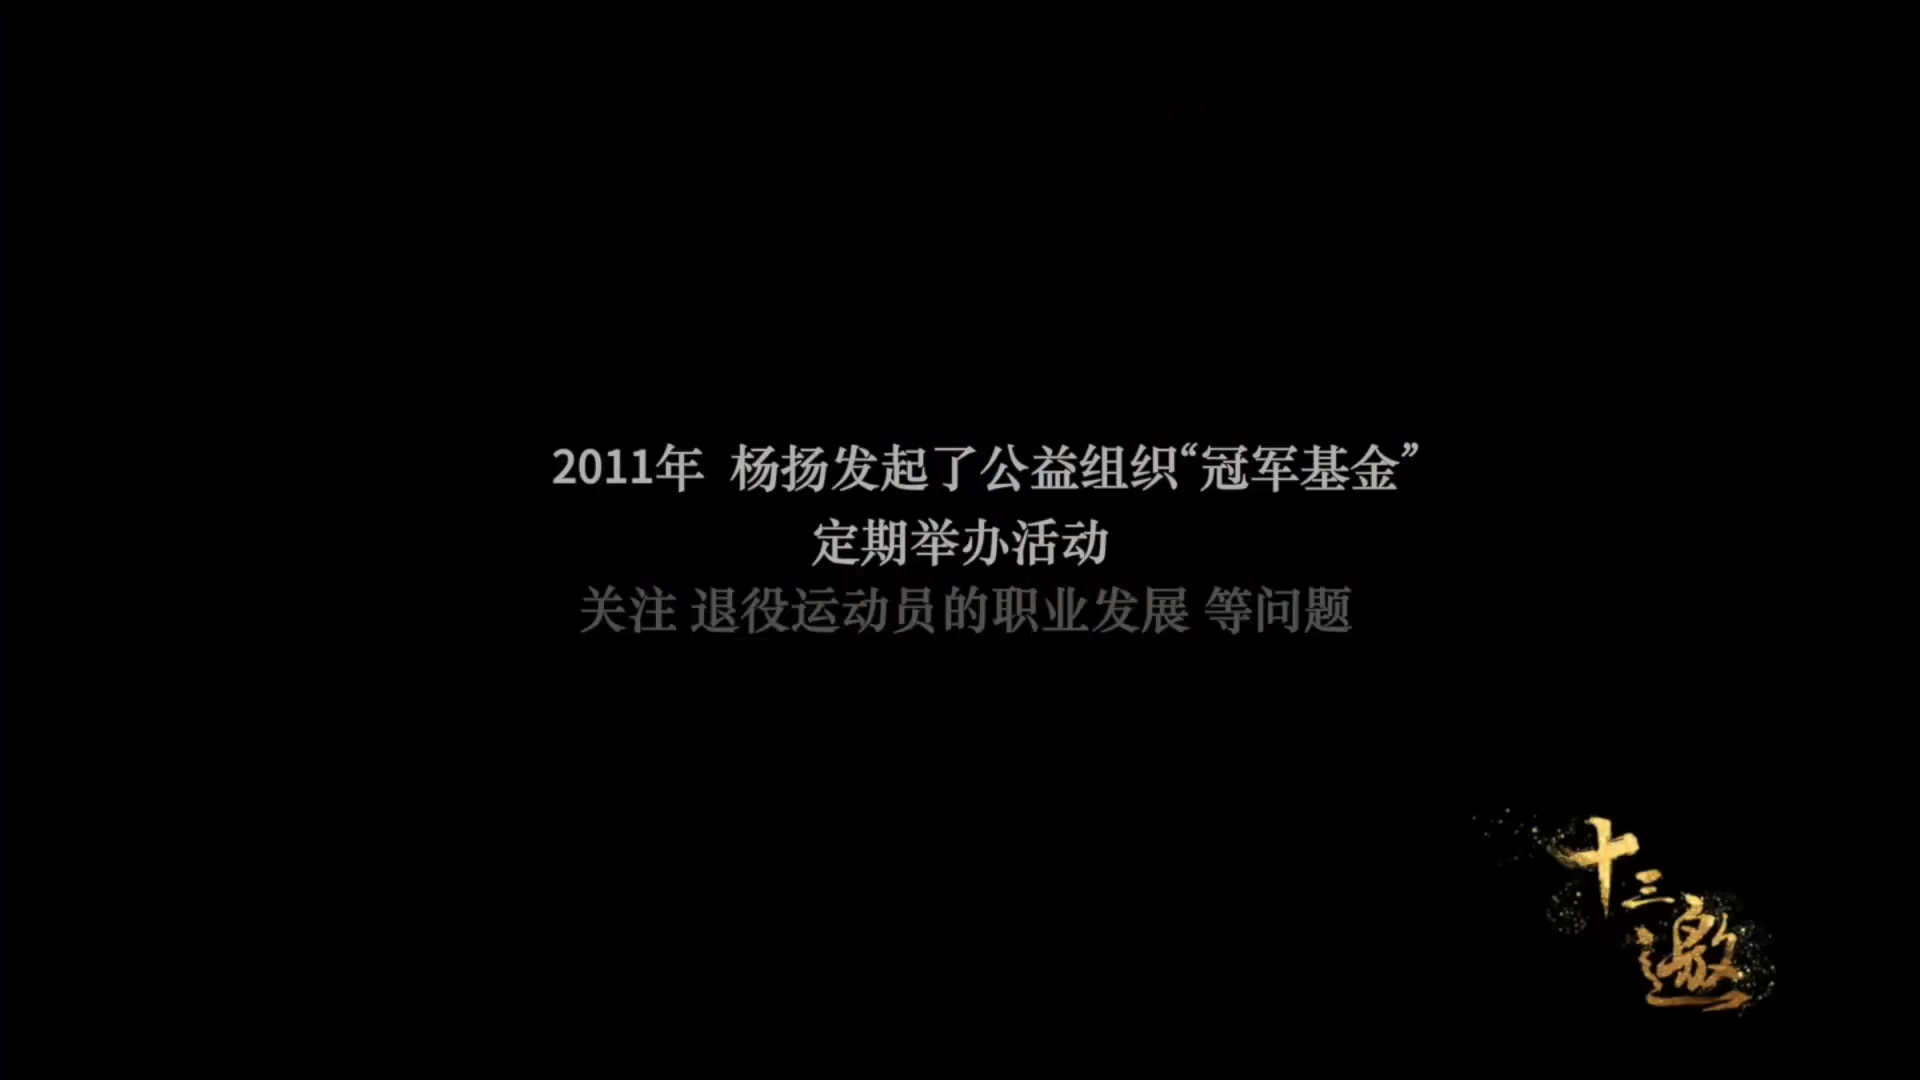 2011年 杨扬发起了公益组织“冠军基金”
定期举办活动
关注 退役运动员的职业发展 等问题
十三邀